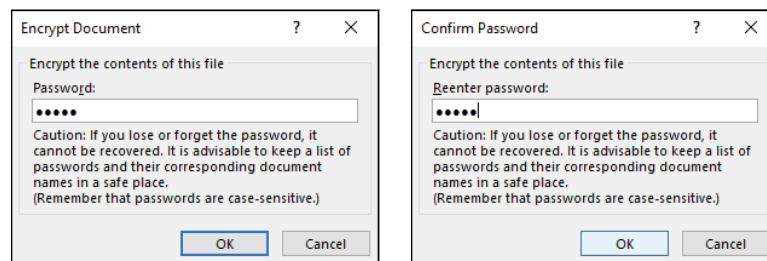 Encrypt Document ? ×
Encrypt the contents of this file
Password:
●●●●●
Caution: If you lose or forget the password, it
cannot be recovered. It is advisable to keep a list of
passwords and their corresponding document
names in a safe place.
(Remember that passwords are case-sensitive.)
OK Cancel
Confirm Password ? ×
Encrypt the contents of this file
Reenter password:
●●●●●
Caution: If you lose or forget the password, it
cannot be recovered. It is advisable to keep a list of
passwords and their corresponding document
names in a safe place.
(Remember that passwords are case-sensitive.)
OK Cancel